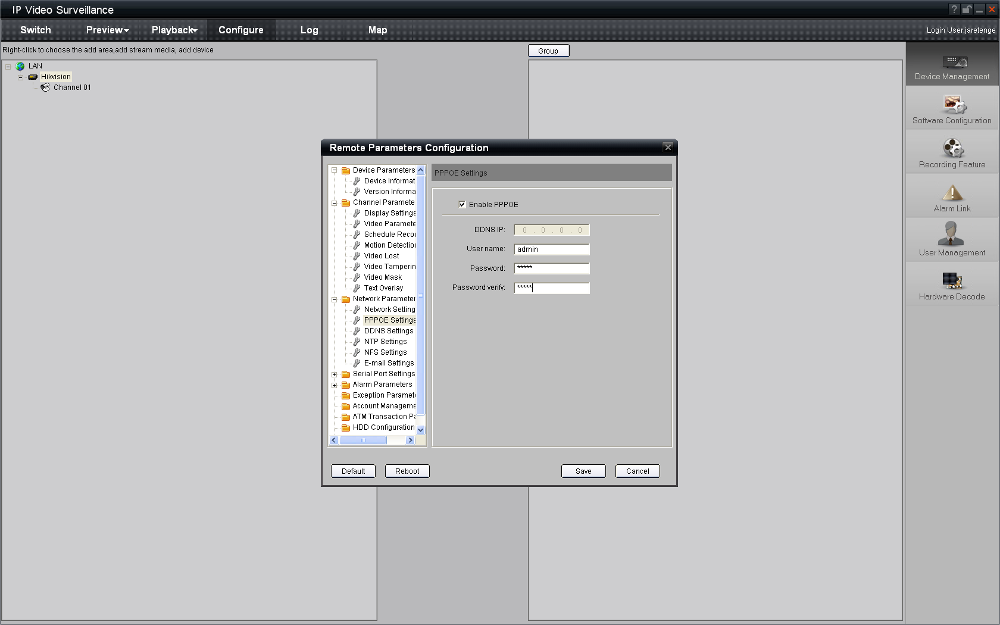 IP Video Surveillance
Switch
Preview
Playback
Configure
Log
Map
Login User:jaretenge
Right-click to choose the add area,add stream media, add device
Group
LAN
Hikvision
Channel 01
Device Management
Software Configuration
Recording Feature
Alarm Link
User Management
Hardware Decode
Remote Parameters Configuration
Device Parameters
Device Informat
Version Informa
Channel Paramete
Display Settings
Video Paramete
Schedule Recor
Motion Detection
Video Lost
Video Tamperin
Video Mask
Text Overlay
Network Parameter
Network Setting
PPPOE Settings
DDNS Settings
NTP Settings
NFS Settings
E-mail Settings
Serial Port Settings
Alarm Parameters
Exception Paramete
Account Manageme
ATM Transaction Pa
HDD Configuration
PPPOE Settings
Enable PPPOE
DDNS IP: 0 . 0 . 0 . 0
User name: admin
Password: *****
Password verify: *****
Default
Reboot
Save
Cancel